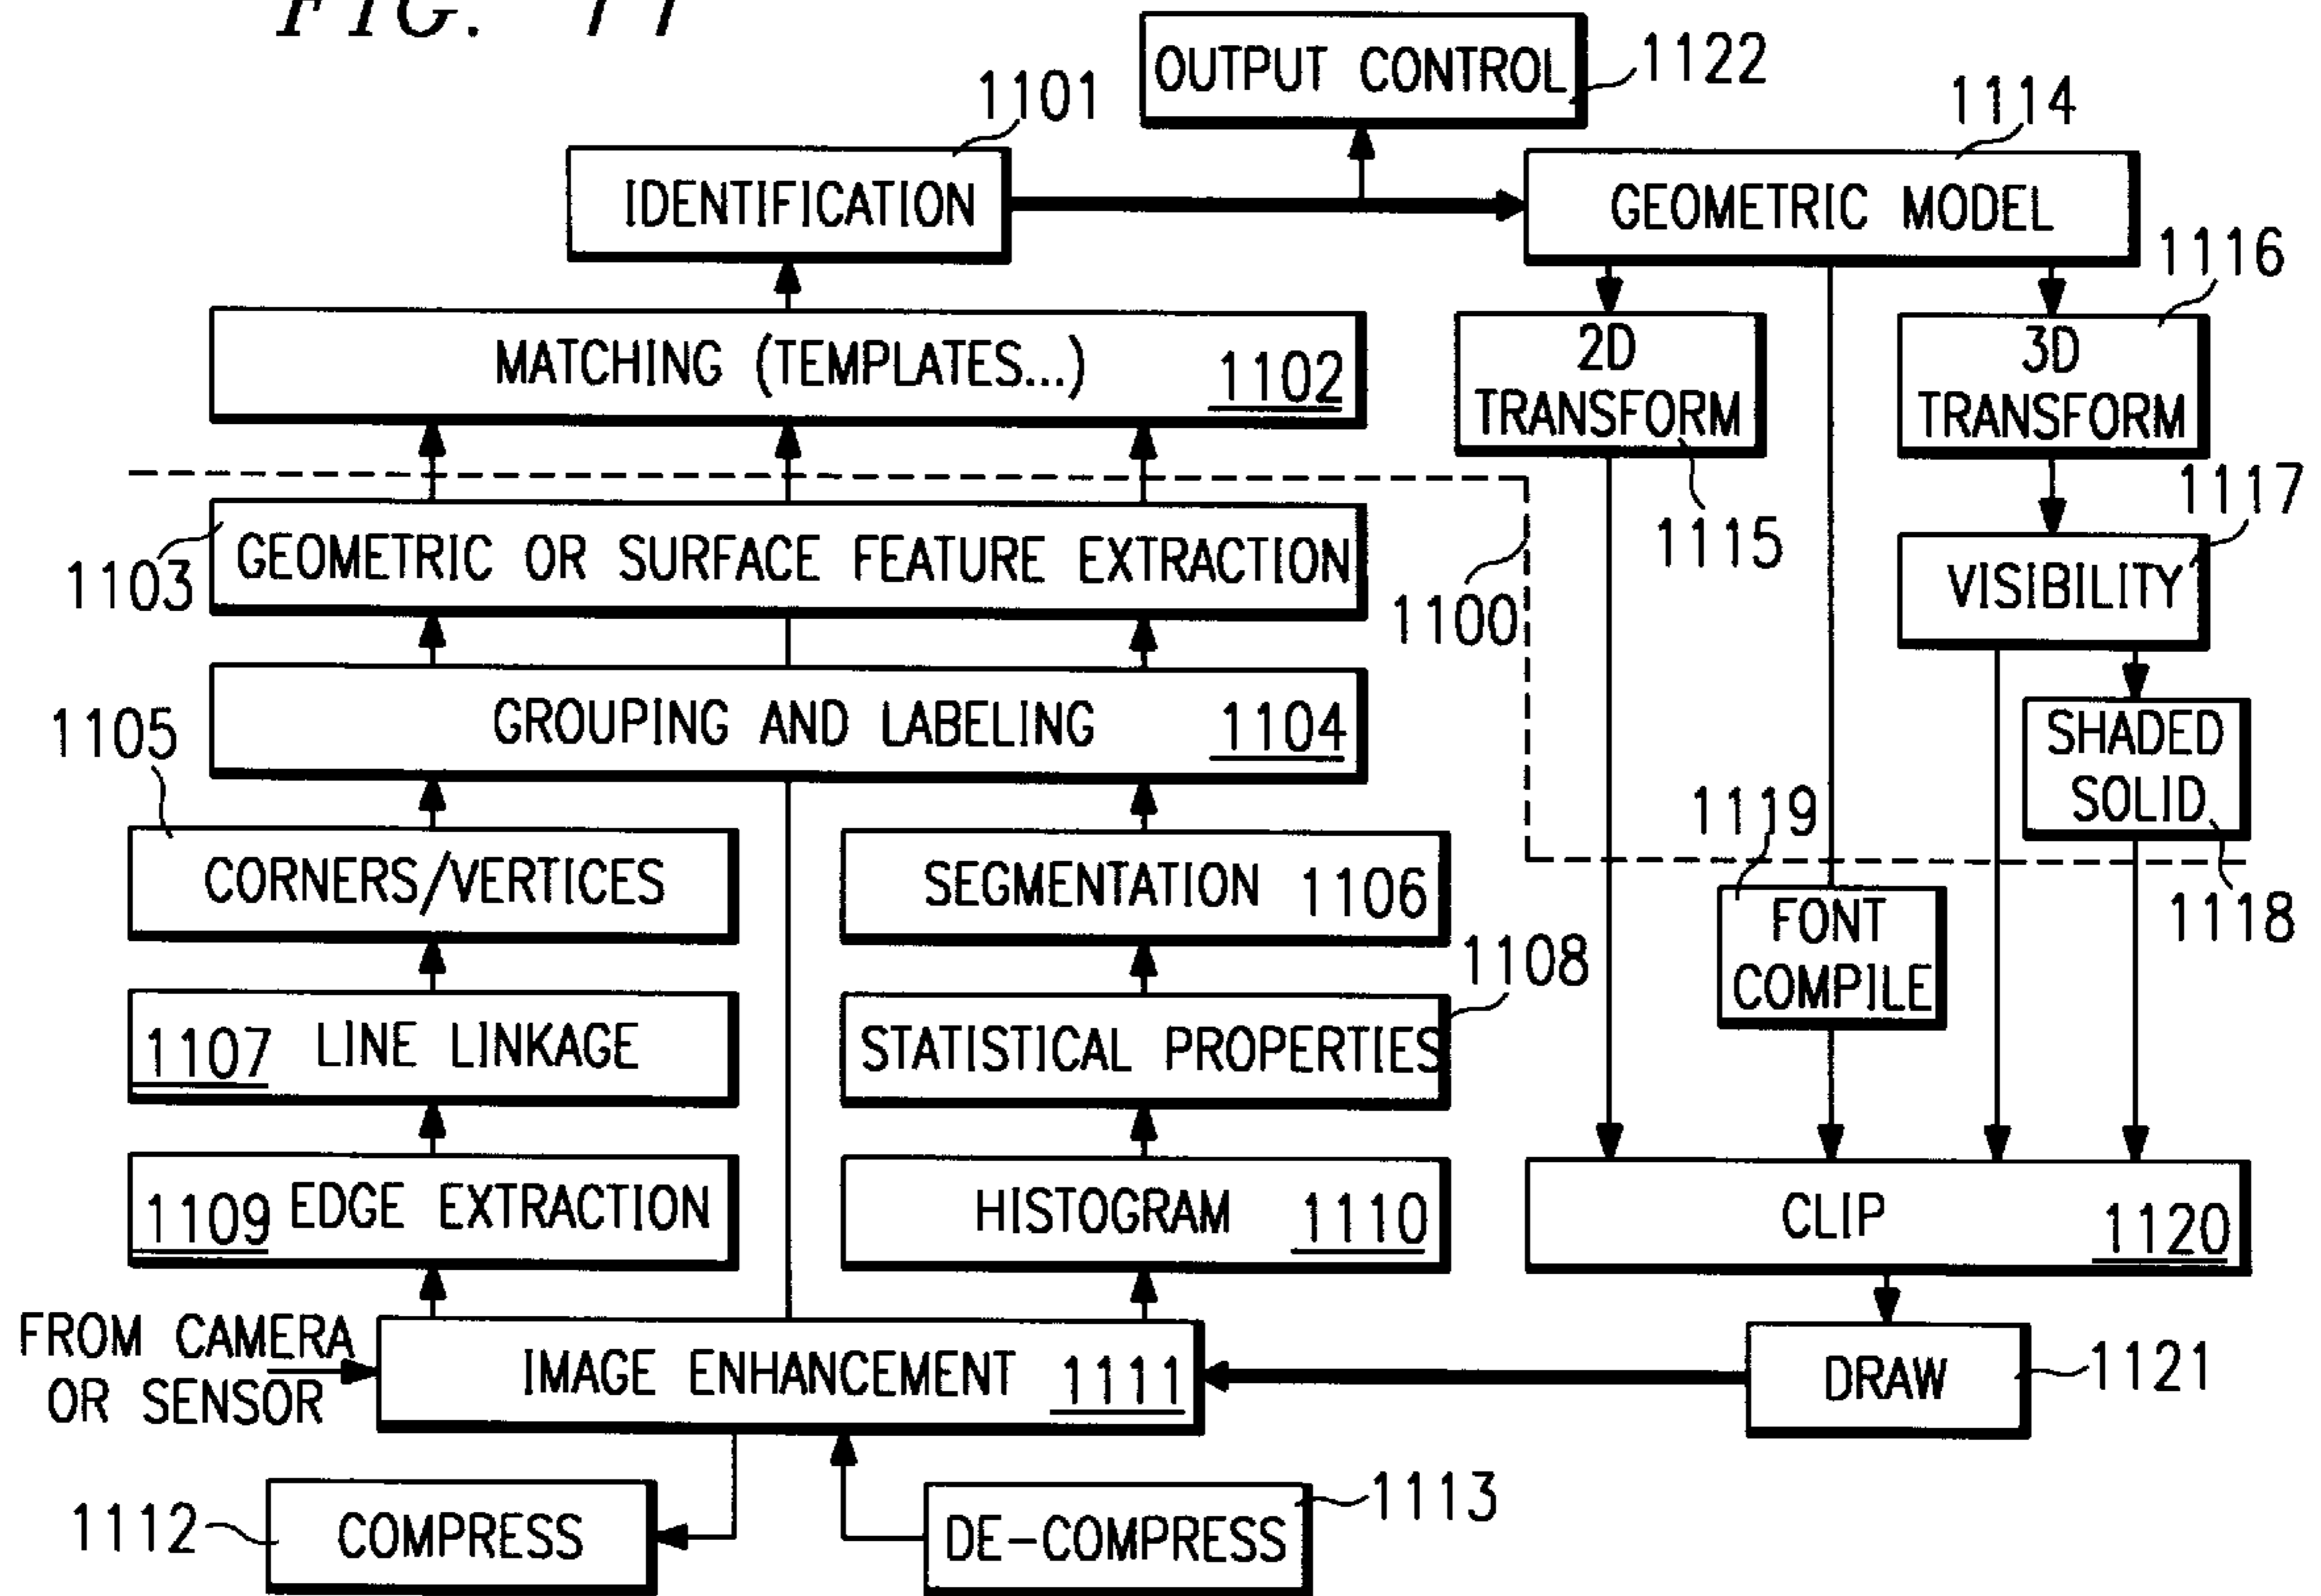 FIG. 11
OUTPUT CONTROL
1122
1101
1114
IDENTIFICATION
GEOMETRIC MODEL
1116
MATCHING (TEMPLATES...) 1102
2D
TRANSFORM
3D
TRANSFORM
1115
1117
1103
GEOMETRIC OR SURFACE FEATURE EXTRACTION
1100
VISIBILITY
1105
GROUPING AND LABELING 1104
SHADED
SOLID
1118
1119
CORNERS/VERTICES
SEGMENTATION 1106
FONT
COMPILE
1108
1107 LINE LINKAGE
STATISTICAL PROPERTIES
1109 EDGE EXTRACTION
HISTOGRAM 1110
CLIP 1120
FROM CAMERA
OR SENSOR
IMAGE ENHANCEMENT 1111
DRAW
1121
1112
COMPRESS
DE-COMPRESS
1113